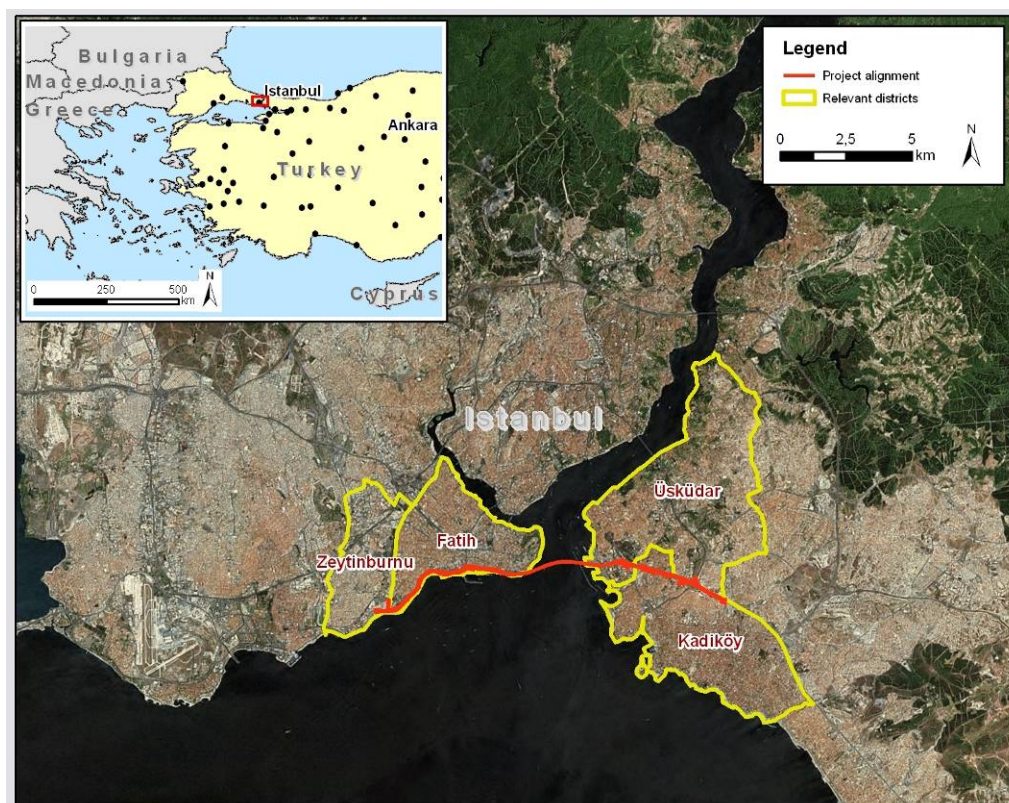 Bulgaria
Macedonia
Greece
Istanbul
Ankara
Turkey
Cyprus
N
0 250 500
km
Legend
Project alignment
Relevant districts
0 2,5 5
km
N
Istanbul
Üsküdar
Fatih
Zeytinburnu
Kadiköy